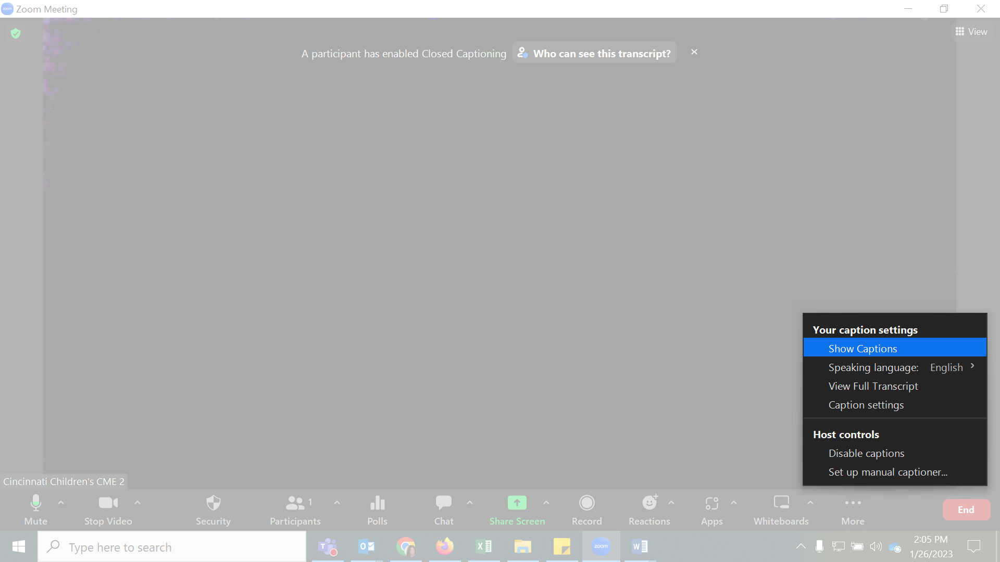 Zoom Meeting
View
A participant has enabled Closed Captioning
Who can see this transcript?
Your caption settings
Show Captions
Speaking language: English
View Full Transcript
Caption settings
Host controls
Disable captions
Set up manual captioner...
Cincinnati Children's CME 2
Mute
Stop Video
Security
Participants 1
Polls
Chat
Share Screen
Record
Reactions
Apps
Whiteboards
More
End
Type here to search
zoom
2:05 PM
1/26/2023